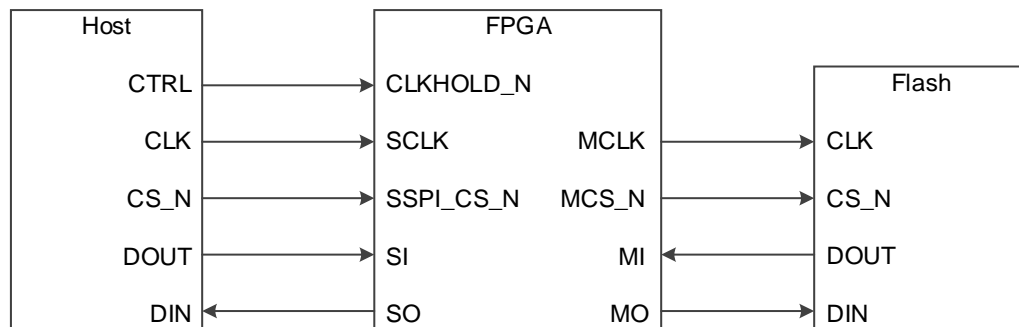 Host FPGA
Flash
CTRL CLKHOLD_N
CLK SCLK MCLK CLK
CS_N SSPI_CS_N MCS_N CS_N
DOUT SI MI DOUT
DIN SO MO DIN